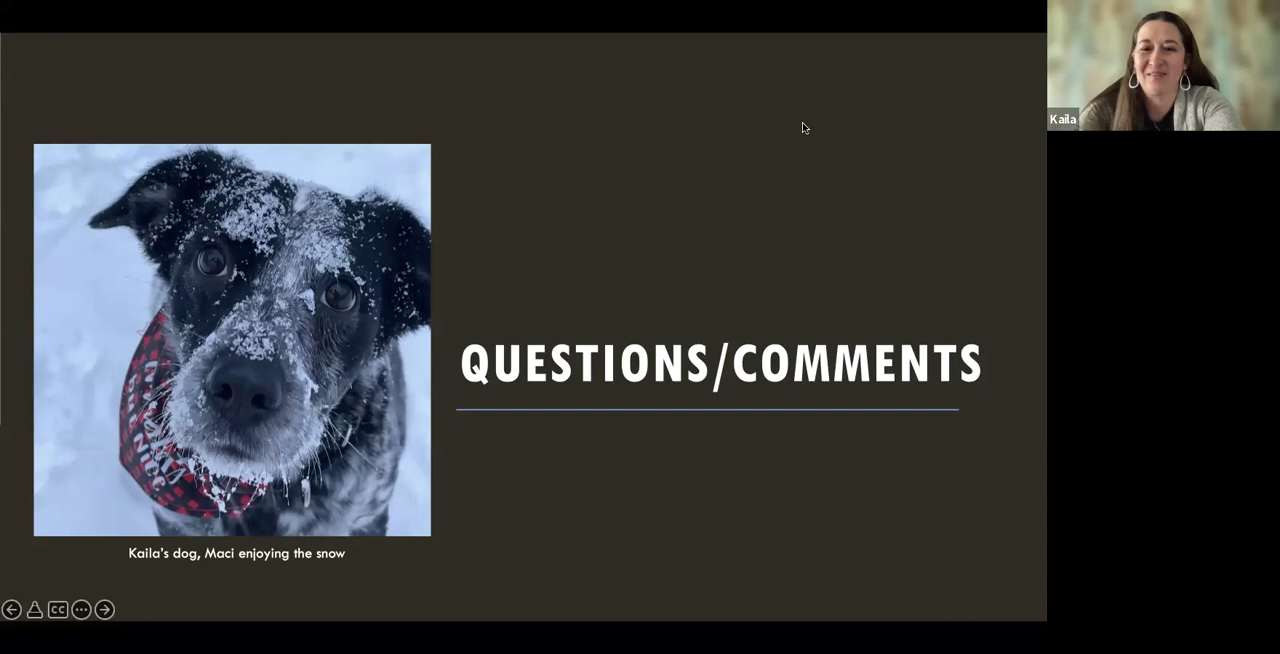 Kaila
QUESTIONS/COMMENTS
Kaila's dog, Maci enjoying the snow
CC